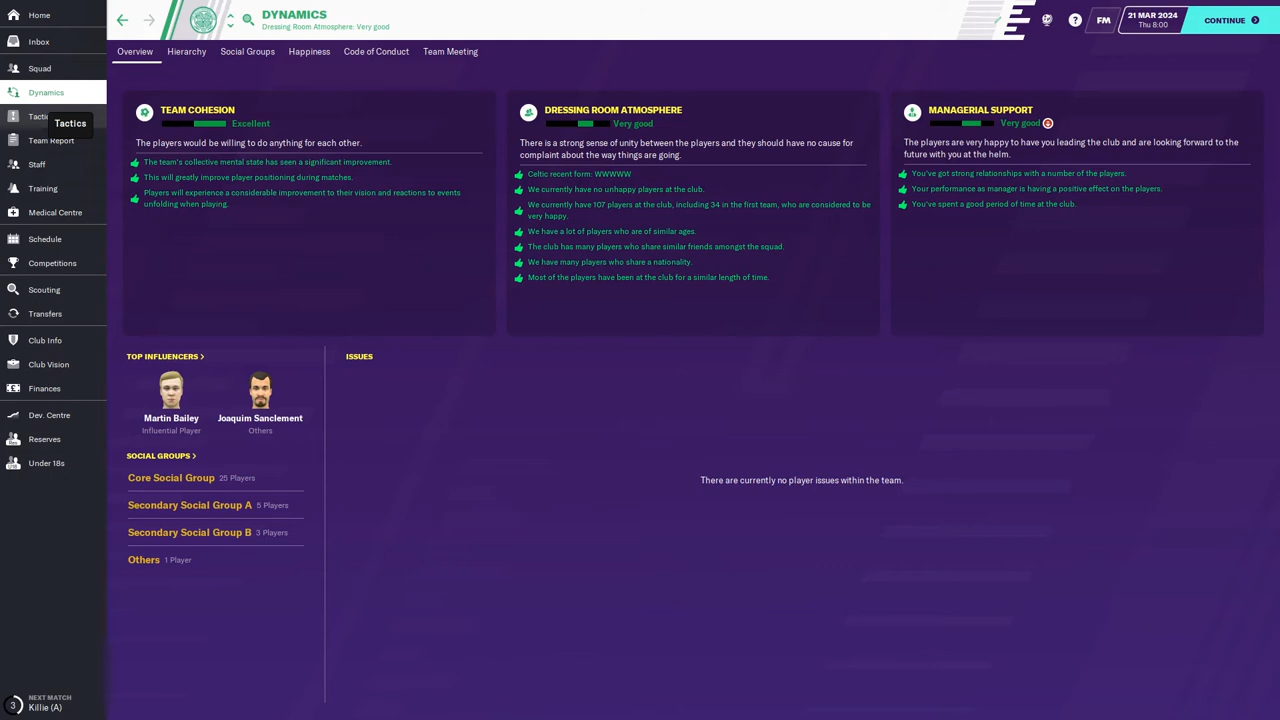 Home
Inbox
Squad
Dynamics
Tactics
Team Report
Staff
Training
Medical Centre
Schedule
Competitions
Scouting
Transfers
Club Info
Club Vision
Finances
Dev. Centre
Reserves
Under 18s
NEXT MATCH
3
Killie (A)
DYNAMICS
Dressing Room Atmosphere: Very good
?
FM
21 MAR 2024
Thu 8:00
CONTINUE
Overview Hierarchy Social Groups Happiness Code of Conduct Team Meeting
TEAM COHESION
Excellent
The players would be willing to do anything for each other.
The team's collective mental state has seen a significant improvement.
This will greatly improve player positioning during matches.
Players will experience a considerable improvement to their vision and reactions to events
unfolding when playing.
DRESSING ROOM ATMOSPHERE
Very good
There is a strong sense of unity between the players and they should have no cause for
complaint about the way things are going.
Celtic recent form: WWWWW
We currently have no unhappy players at the club.
We currently have 107 players at the club, including 34 in the first team, who are considered to be
very happy.
We have a lot of players who are of similar ages.
The club has many players who share similar friends amongst the squad.
We have many players who share a nationality.
Most of the players have been at the club for a similar length of time.
MANAGERIAL SUPPORT
Very good
The players are very happy to have you leading the club and are looking forward to the
future with you at the helm.
You've got strong relationships with a number of the players.
Your performance as manager is having a positive effect on the players.
You've spent a good period of time at the club.
TOP INFLUENCERS >
Martin Bailey
Influential Player
Joaquim Sanclement
Others
SOCIAL GROUPS >
Core Social Group 25 Players
Secondary Social Group A 5 Players
Secondary Social Group B 3 Players
Others 1 Player
ISSUES
There are currently no player issues within the team.